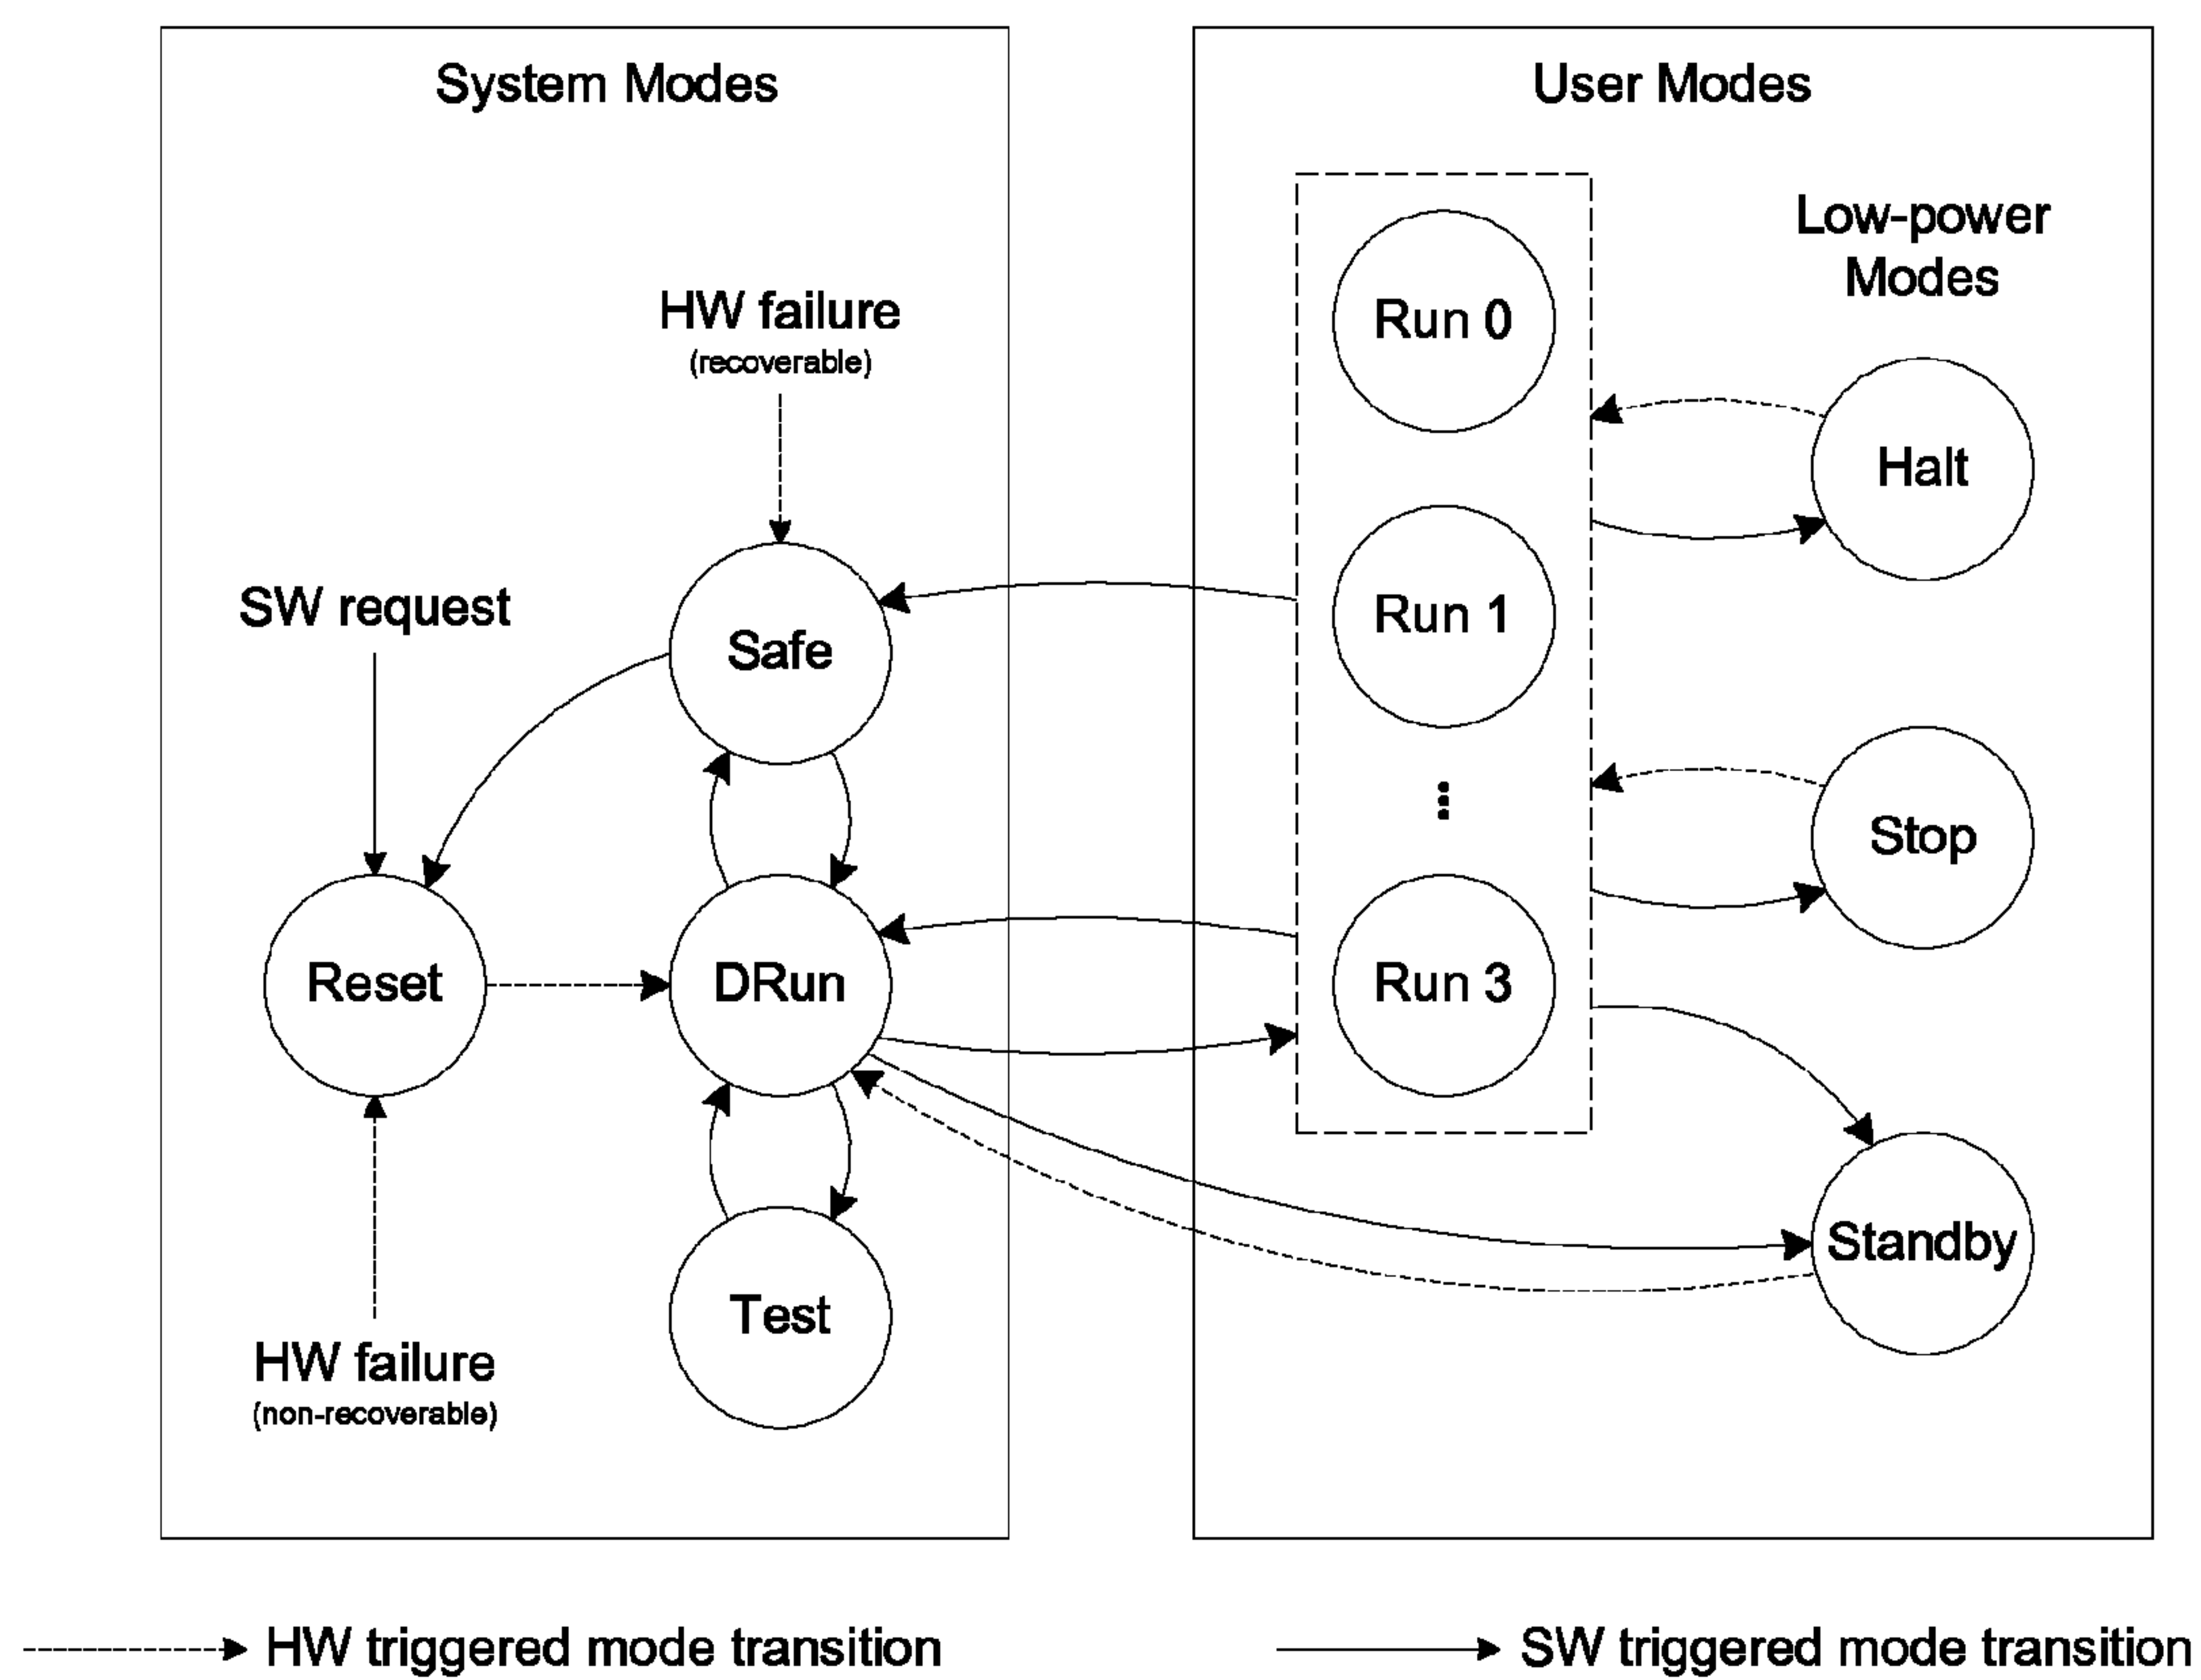 System Modes
HW failure
(recoverable)
SW request
Safe
Reset
DRun
Test
HW failure
(non-recoverable)
User Modes
Low-power
Modes
Run 0
Halt
Run 1
...
Stop
Run 3
Standby
HW triggered mode transition
SW triggered mode transition